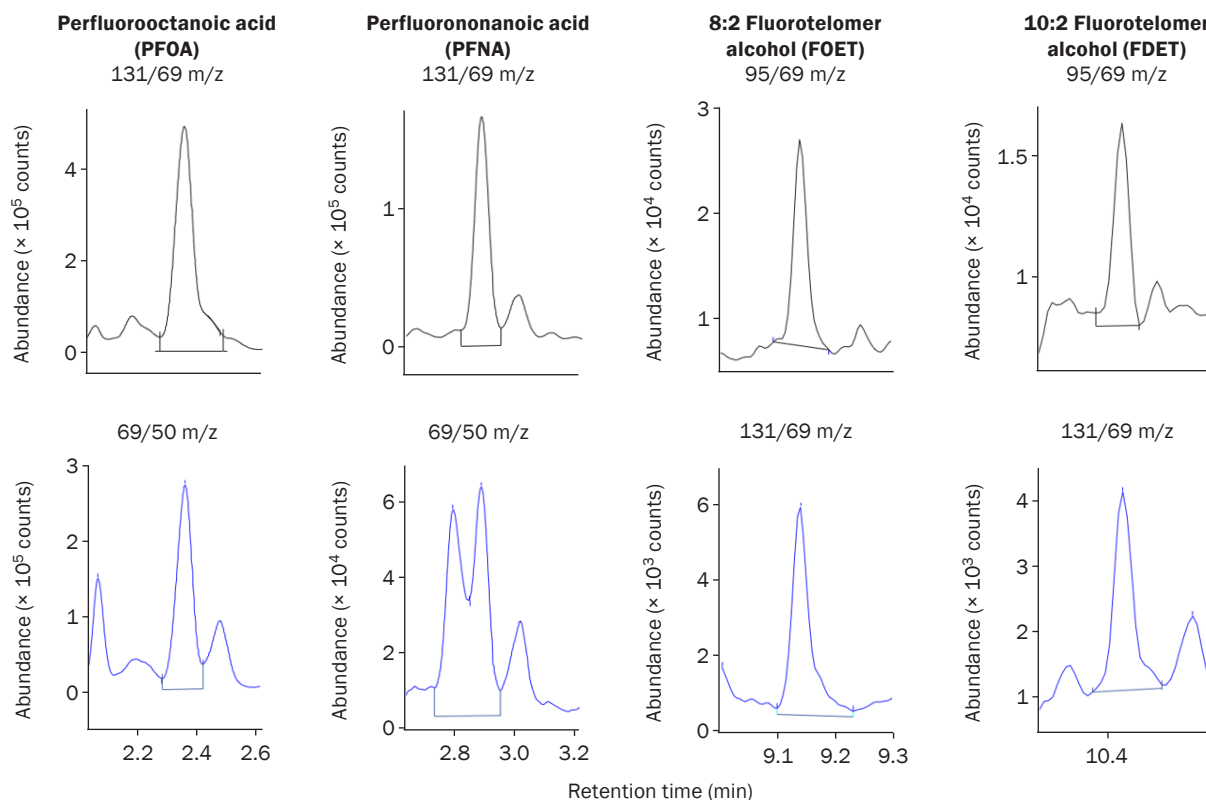 Perfluorooctanoic acid
(PFOA)
131/69 m/z
Perfluorononanoic acid
(PFNA)
131/69 m/z
8:2 Fluorotelomer
alcohol (FOET)
95/69 m/z
10:2 Fluorotelomer
alcohol (FDET)
95/69 m/z
Abundance (× 10⁵ counts)
4
2
0
Abundance (× 10⁵ counts)
1
0
Abundance (× 10⁴ counts)
3
2
1
Abundance (× 10⁴ counts)
1.5
1
69/50 m/z
69/50 m/z
131/69 m/z
131/69 m/z
Abundance (× 10⁵ counts)
3
2
1
0
2.2 2.4 2.6
Abundance (× 10⁴ counts)
6
4
2
0
2.8 3.0 3.2
Abundance (× 10³ counts)
6
4
2
0
9.1 9.2 9.3
Abundance (× 10³ counts)
4
3
2
1
10.4
Retention time (min)